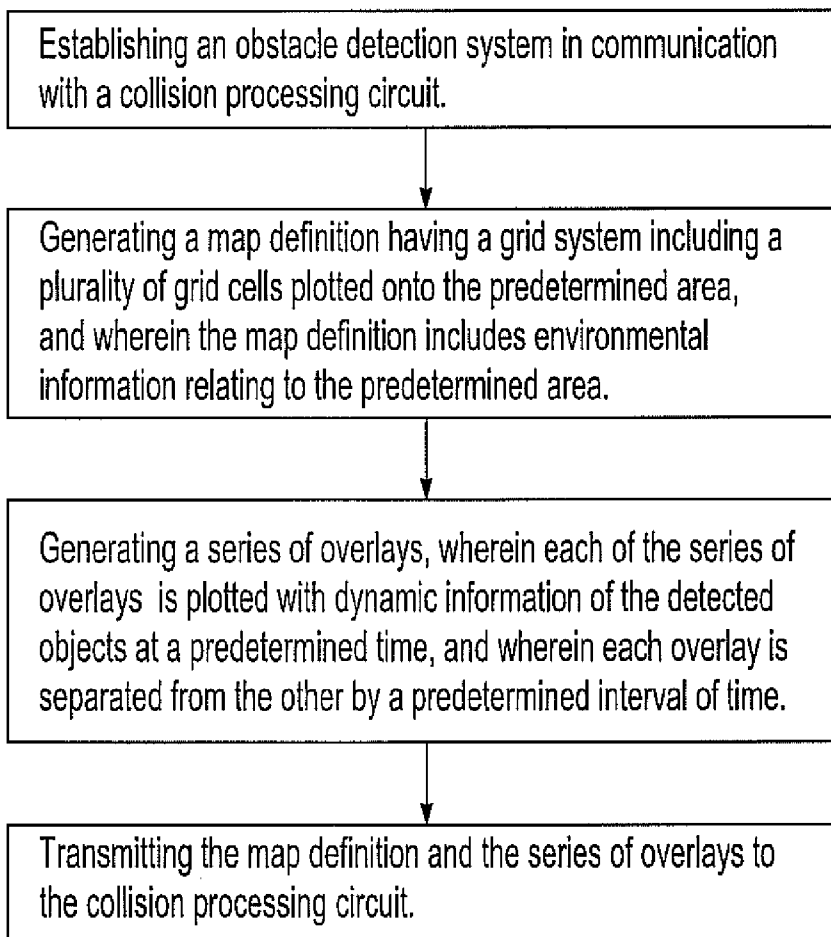 Establishing an obstacle detection system in communication
with a collision processing circuit.
Generating a map definition having a grid system including a
plurality of grid cells plotted onto the predetermined area,
and wherein the map definition includes environmental
information relating to the predetermined area.
Generating a series of overlays, wherein each of the series of
overlays is plotted with dynamic information of the detected
objects at a predetermined time, and wherein each overlay is
separated from the other by a predetermined interval of time.
Transmitting the map definition and the series of overlays to
the collision processing circuit.